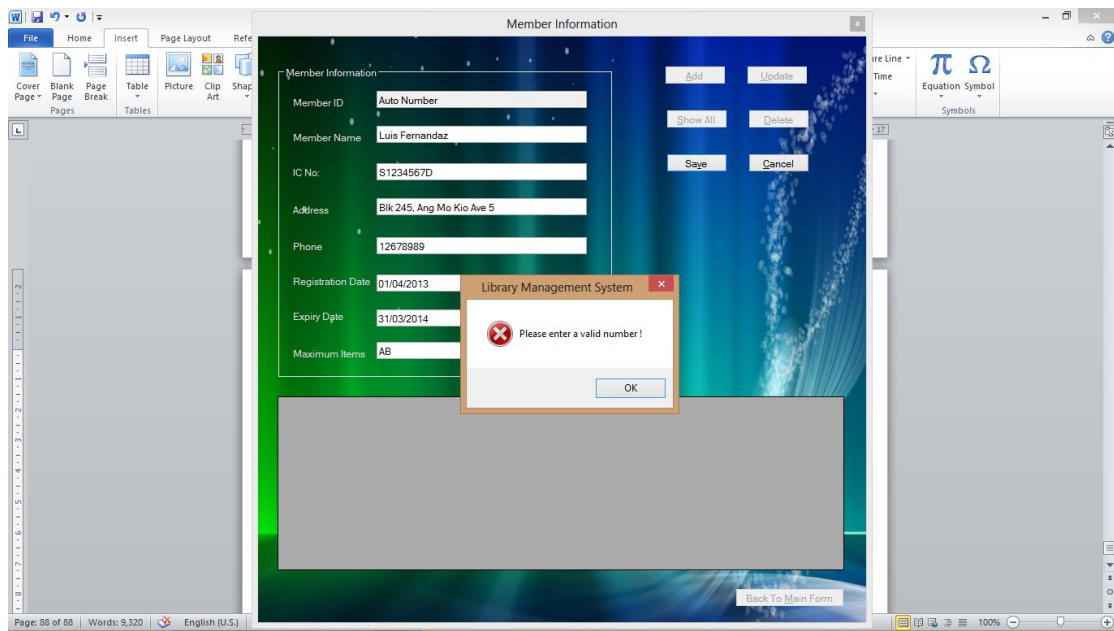 Member Information
File Home Insert Page Layout Refe
Cover Page
Blank Page
Page Break
Table
Picture
Clip Art
Shap
Pages
Tables
Time
Equation
Symbol
Symbols
17
Member Information
Member ID Auto Number
Member Name Luis Fernandaz
IC No: S1234567D
Address Blk 245, Ang Mo Kio Ave 5
Phone 12678989
Registration Date 01/04/2013
Expiry Date 31/03/2014
Maximum Items AB
Add Update
Show All Delete
Save Cancel
Library Management System
Please enter a valid number !
OK
Back To Main Form
Page: 88 of 88 Words: 9,320 English (U.S.) 100%